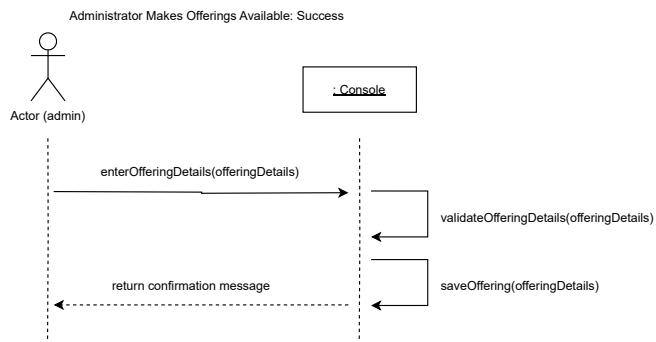 Administrator Makes Offerings Available: Success
: Console
Actor (admin)
enterOfferingDetails(offeringDetails)
validateOfferingDetails(offeringDetails)
return confirmation message
saveOffering(offeringDetails)